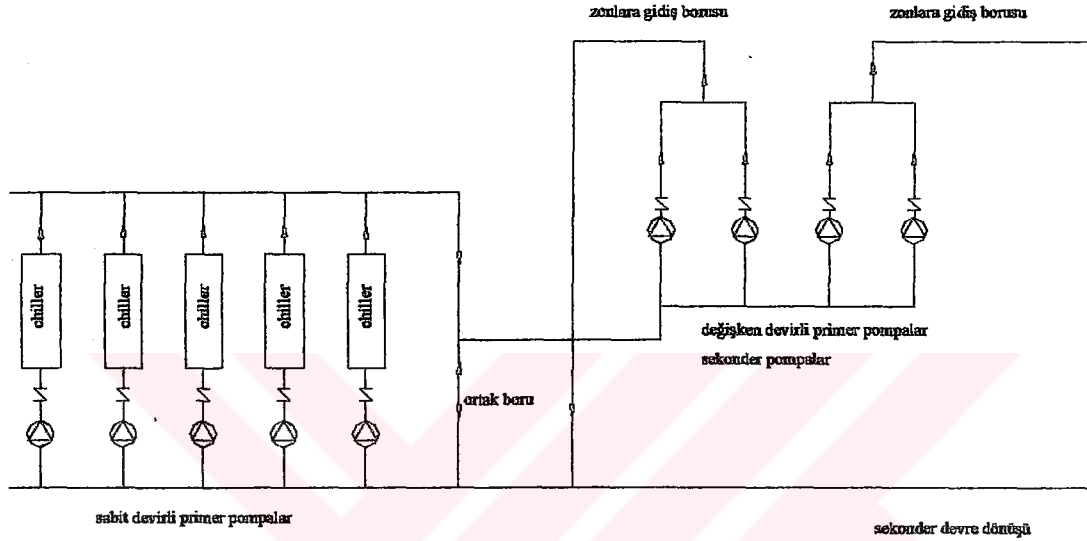 zonlara gidiş borusu
zonlara gidiş borusu
chiller
chiller
chiller
chiller
chiller
değişken devirli primer pompalar
sekonder pompalar
ortak boru
sabit devirli primer pompalar
sekonder devre dönüşü